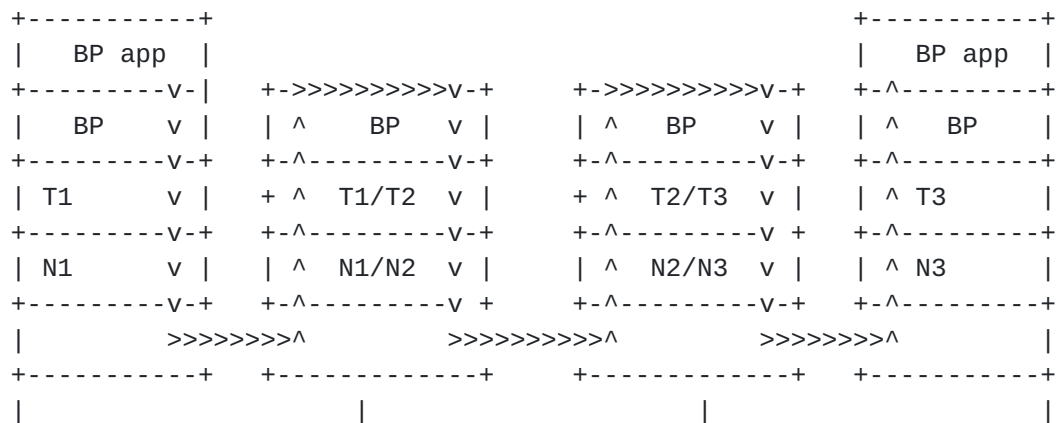 +-----------+                                         +-----------+
|   BP app  |                                         |   BP app  |
+---------v-|   +->>>>>>>>>>v-+     +->>>>>>>>>>v-+   +-^---------+
|   BP    v |   | ^    BP   v |     | ^   BP    v |   | ^   BP    |
+---------v-+   +-^---------v-+     +-^---------v-+   +-^---------+
| T1      v |   + ^  T1/T2  v |     + ^  T2/T3  v |   | ^ T3      |
+---------v-+   +-^---------v-+     +-^---------v +   +-^---------+
| N1      v |   | ^  N1/N2  v |     | ^  N2/N3  v |   | ^ N3      |
+---------v-+   +-^---------v +     +-^---------v-+   +-^---------+
|         >>>>>>>>^         >>>>>>>>>>^         >>>>>>>>^         |
+-----------+   +-------------+     +-------------+   +-----------+
|                     |                     |                     |